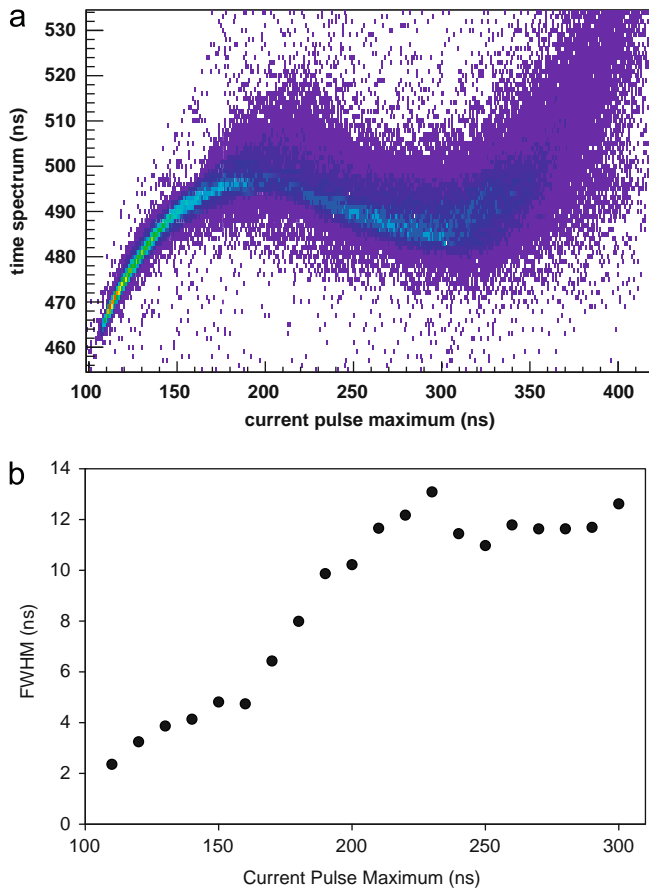 a
530
520
510
500
490
480
470
460
time spectrum (ns)
100 150 200 250 300 350 400
current pulse maximum (ns)
b
14
12
10
8
6
4
2
0
FWHM (ns)
100 150 200 250 300
Current Pulse Maximum (ns)